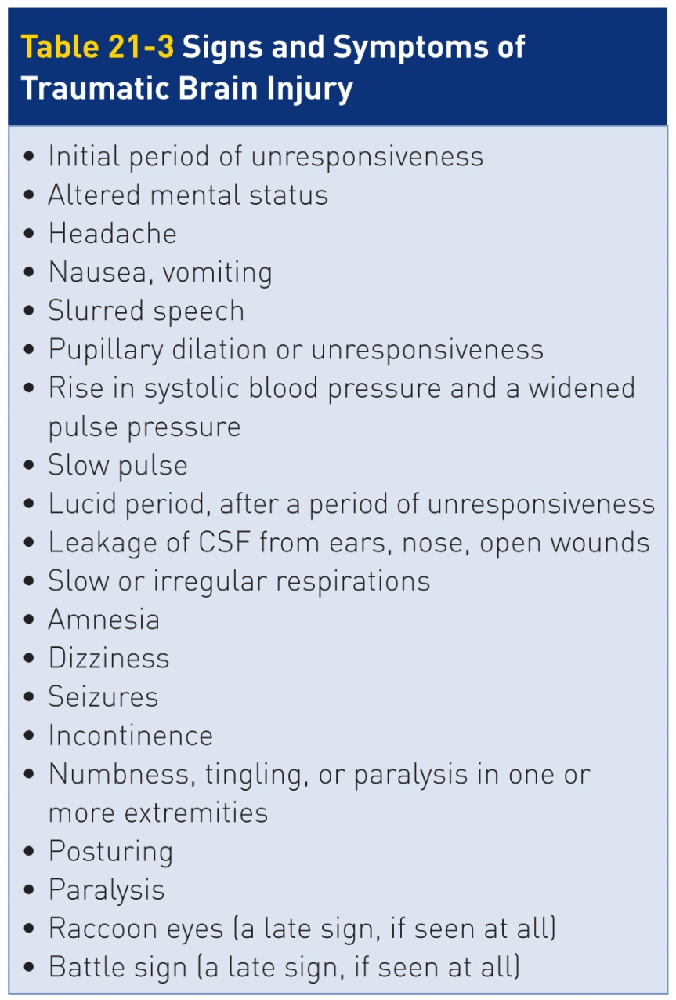 Table 21-3 Signs and Symptoms of
Traumatic Brain Injury
• Initial period of unresponsiveness
• Altered mental status
• Headache
• Nausea, vomiting
• Slurred speech
• Pupillary dilation or unresponsiveness
• Rise in systolic blood pressure and a widened
pulse pressure
• Slow pulse
• Lucid period, after a period of unresponsiveness
• Leakage of CSF from ears, nose, open wounds
• Slow or irregular respirations
• Amnesia
• Dizziness
• Seizures
• Incontinence
• Numbness, tingling, or paralysis in one or
more extremities
• Posturing
• Paralysis
• Raccoon eyes (a late sign, if seen at all)
• Battle sign (a late sign, if seen at all)